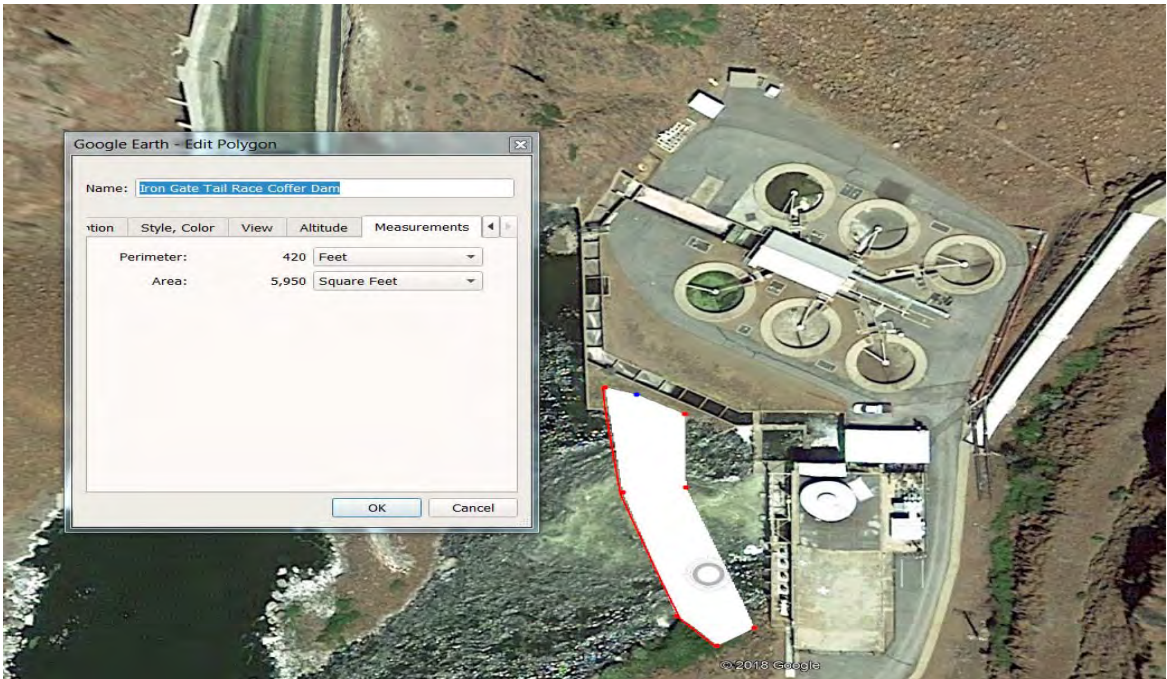 Google Earth - Edit Polygon
Name: Iron Gate Tail Race Coffer Dam
ition Style, Color View Altitude Measurements
Perimeter: 420 Feet
Area: 5,950 Square Feet
OK Cancel
© 2018 Google